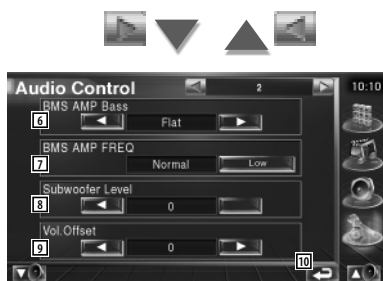 Audio Control
2
10:10
BMS AMP Bass
6
Flat
BMS AMP FREQ
7
Normal
Low
Subwoofer Level
8
0
Vol.Offset
9
0
10